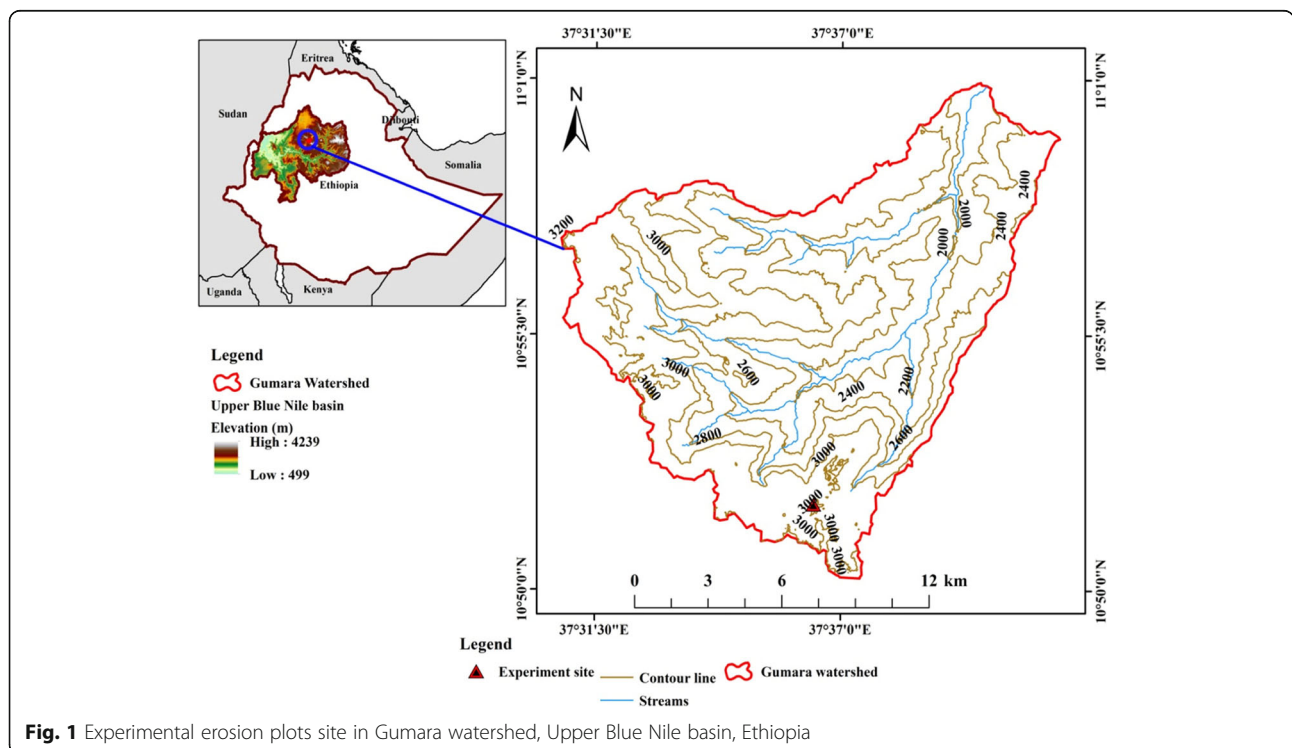 37°31'30"E
37°37'0"E
Eritrea
Sudan
Djibouti
Somalia
Ethiopia
Uganda
Kenya
N
11°1'0"N
11°1'0"N
3200
3000
2400
2400
2000
2000
10°55'30"N
10°55'30"N
3000
3000
2600
2400
2200
2800
2600
3000
3000
3000
3000
3000
10°50'0"N
10°50'0"N
0 3 6 12 km
37°31'30"E
37°37'0"E
Legend
Gumara Watershed
Upper Blue Nile basin
Elevation (m)
High : 4239
Low : 499
Legend
Experiment site
Contour line
Gumara watershed
Streams
Fig. 1 Experimental erosion plots site in Gumara watershed, Upper Blue Nile basin, Ethiopia